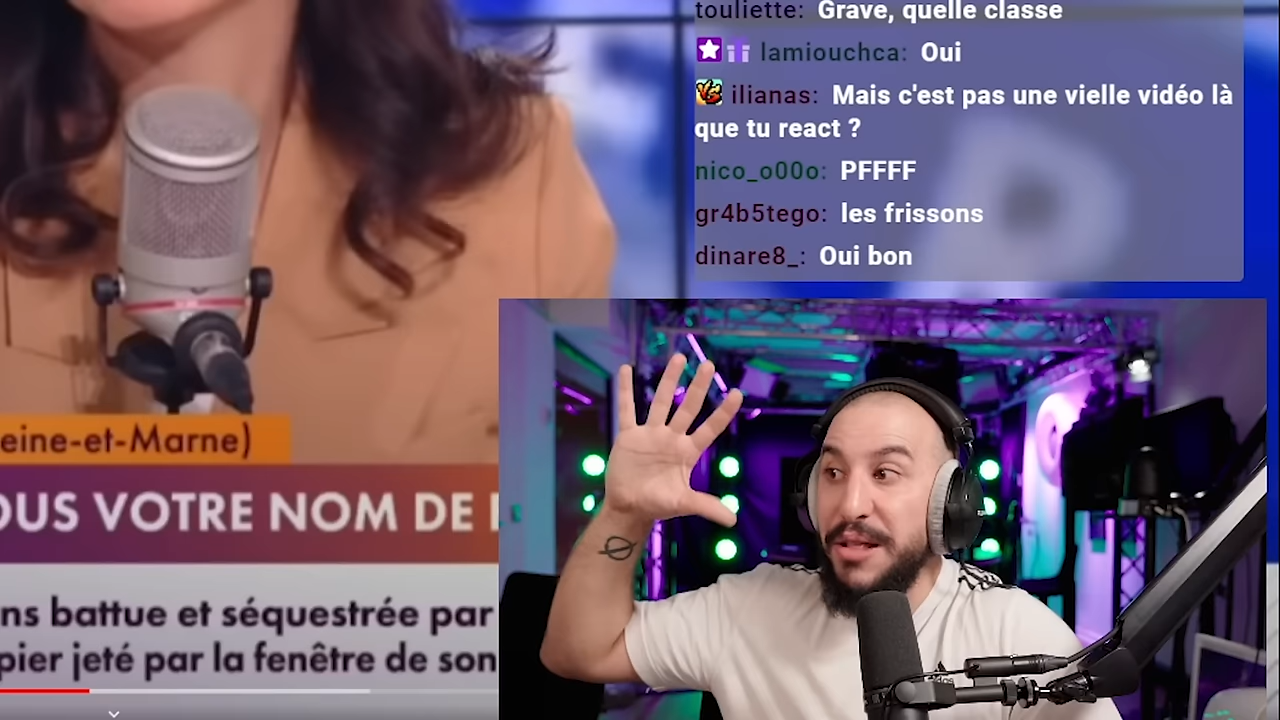 touliette: Grave, quelle classe
lamiouchca: Oui
ilianas: Mais c'est pas une vielle vidéo là
que tu react ?
nico_o00o: PFFFF
gr4b5tego: les frissons
dinare8_: Oui bon
eine-et-Marne)
OUS VOTRE NOM DE
ns battue et séquestrée par
pier jeté par la fenêtre de son